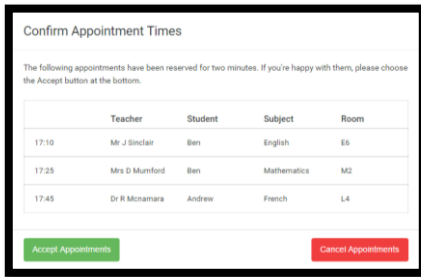 Confirm Appointment Times
The following appointments have been reserved for two minutes. If you're happy with them, please choose
the Accept button at the bottom.
Teacher Student Subject Room
17:10 Mr J Sinclair Ben English E6
17:25 Mrs D Mumford Ben Mathematics M2
17:45 Dr R Mcnamara Andrew French L4
Accept Appointments Cancel Appointments